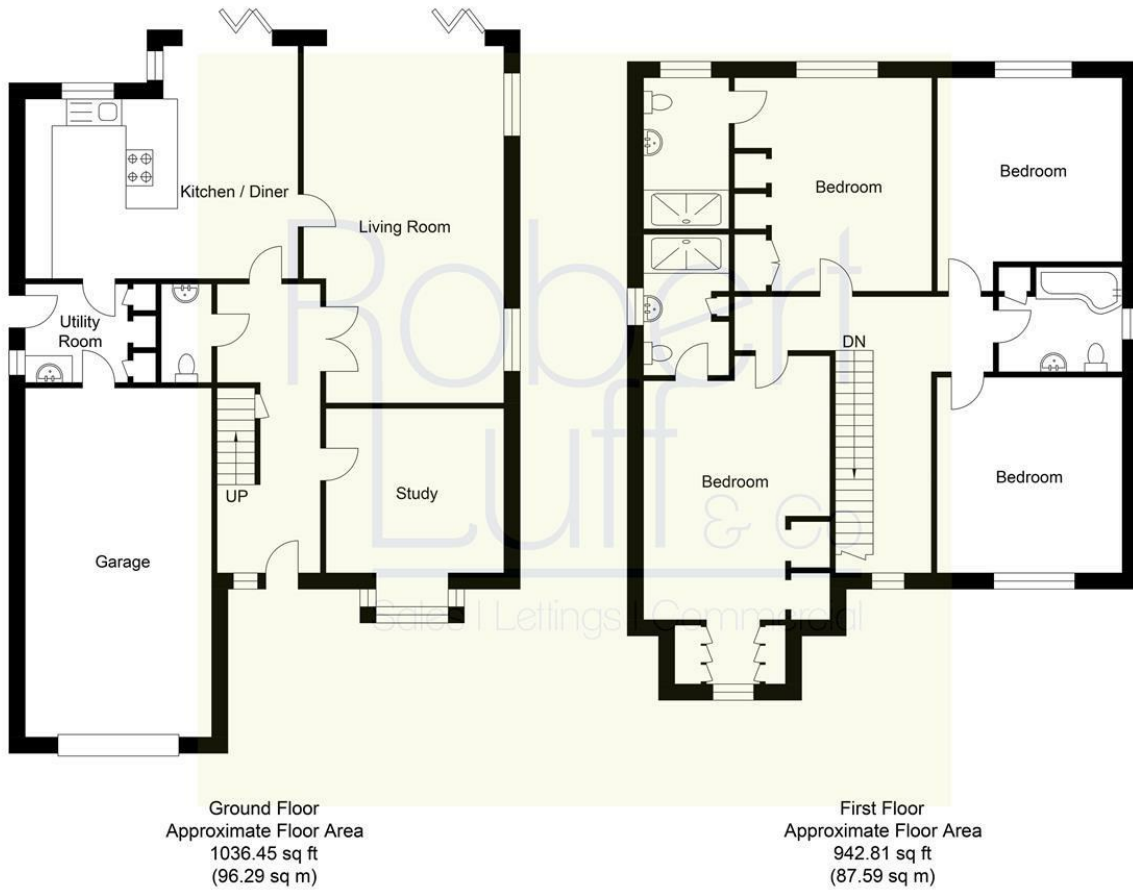 Kitchen / Diner
Living Room
Utility
Room
UP
Study
Garage
Bedroom
Bedroom
DN
Bedroom
Bedroom
Robert
Luff
& Co
Sales | Lettings | Commercial
Ground Floor
Approximate Floor Area
1036.45 sq ft
(96.29 sq m)
First Floor
Approximate Floor Area
942.81 sq ft
(87.59 sq m)